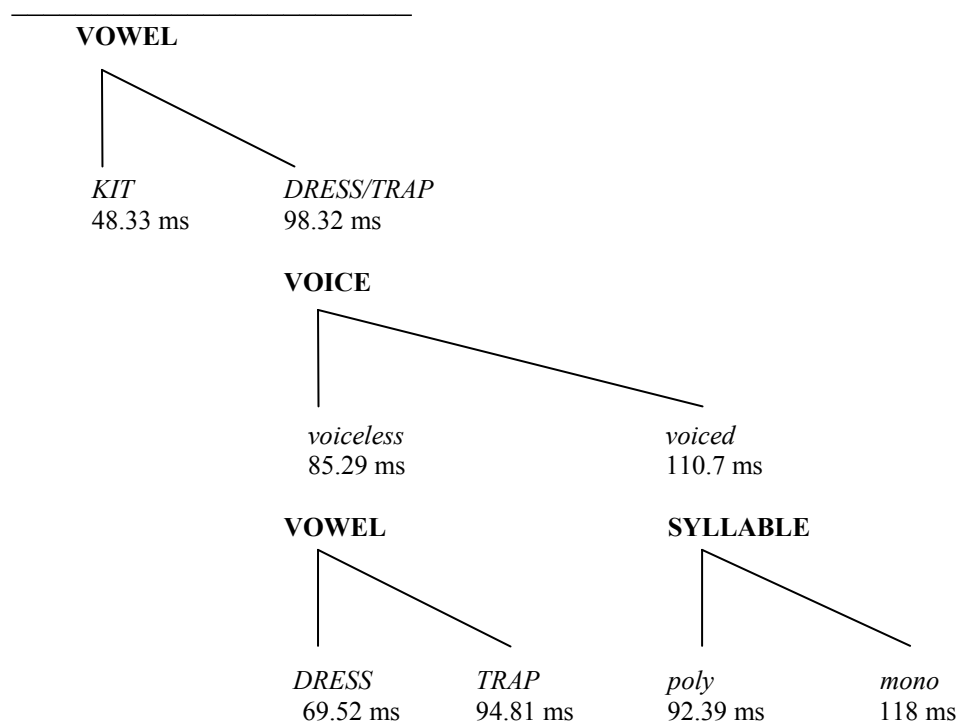 VOWEL
KIT DRESS/TRAP
48.33 ms 98.32 ms
VOICE
voiceless voiced
85.29 ms 110.7 ms
VOWEL SYLLABLE
DRESS TRAP poly mono
69.52 ms 94.81 ms 92.39 ms 118 ms